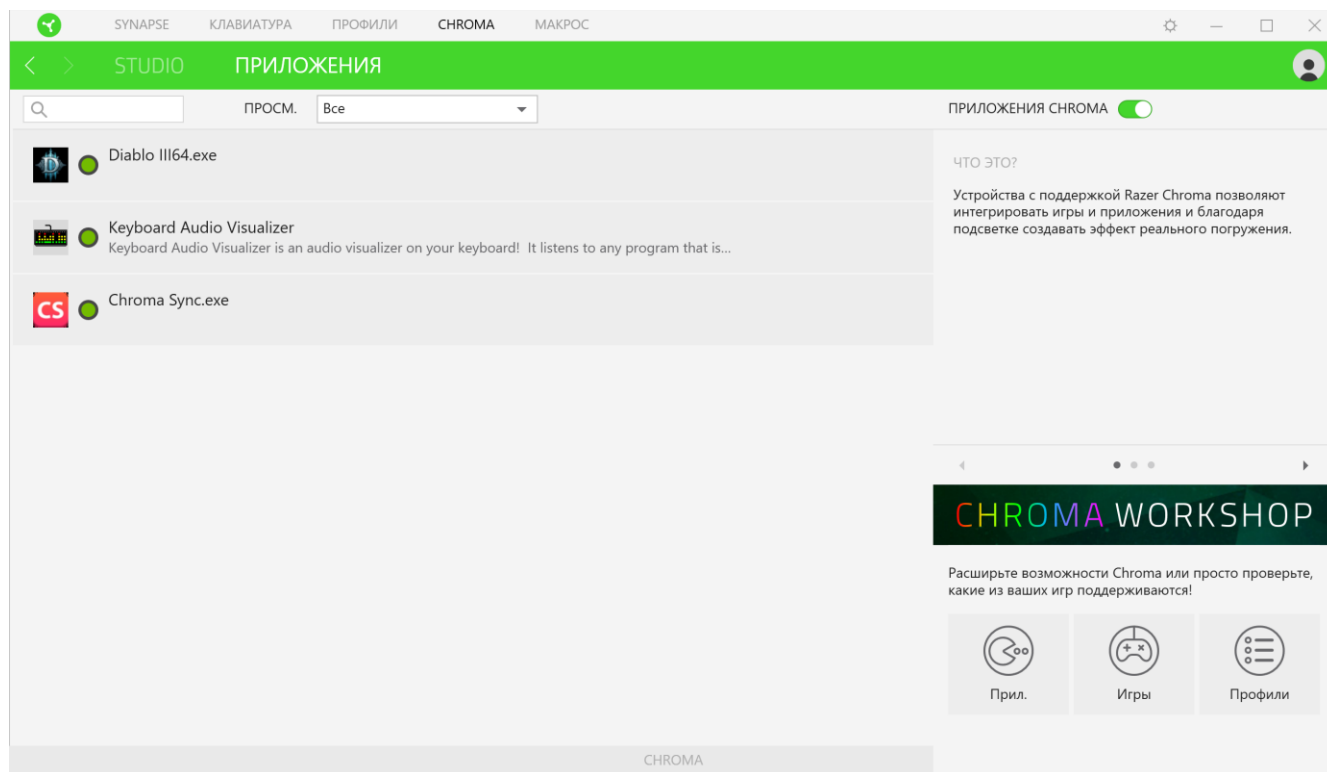 SYNAPSE КЛАВИАТУРА ПРОФИЛИ CHROMA МАКРОС
STUDIO ПРИЛОЖЕНИЯ
ПРОСМ. Все
ПРИЛОЖЕНИЯ CHROMA
Diablo III64.exe
Keyboard Audio Visualizer
Keyboard Audio Visualizer is an audio visualizer on your keyboard! It listens to any program that is...
CS
Chroma Sync.exe
ЧТО ЭТО?
Устройства с поддержкой Razer Chroma позволяют
интегрировать игры и приложения и благодаря
подсветке создавать эффект реального погружения.
CHROMA WORKSHOP
Расширьте возможности Chroma или просто проверьте,
какие из ваших игр поддерживаются!
Прил. Игры Профили
CHROMA